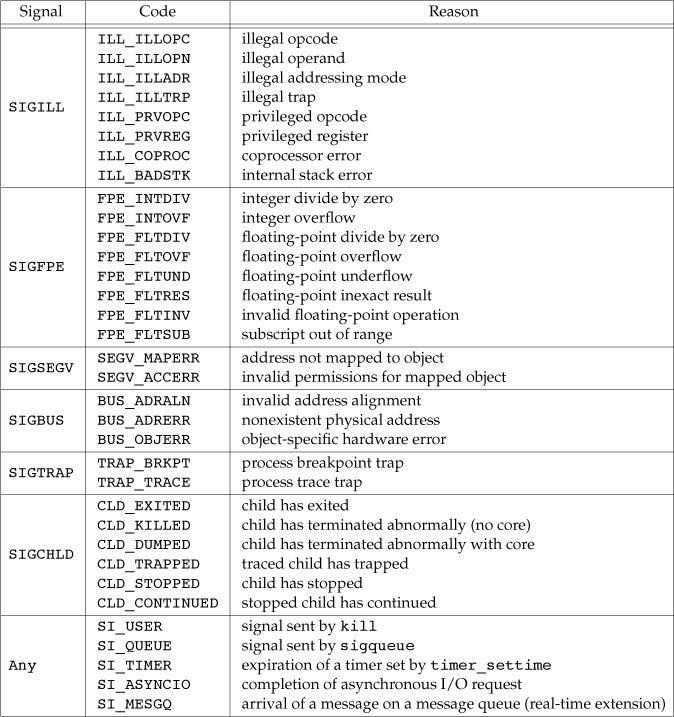 Signal Code Reason
SIGILL
ILL_ILLOPC illegal opcode
ILL_ILLOPN illegal operand
ILL_ILLADR illegal addressing mode
ILL_ILLTRP illegal trap
ILL_PRVOPC privileged opcode
ILL_PRVREG privileged register
ILL_COPROC coprocessor error
ILL_BADSTK internal stack error
SIGFPE
FPE_INTDIV integer divide by zero
FPE_INTOVF integer overflow
FPE_FLTDIV floating-point divide by zero
FPE_FLTOVF floating-point overflow
FPE_FLTUND floating-point underflow
FPE_FLTRES floating-point inexact result
FPE_FLTINV invalid floating-point operation
FPE_FLTSUB subscript out of range
SIGSEGV
SEGV_MAPERR address not mapped to object
SEGV_ACCERR invalid permissions for mapped object
SIGBUS
BUS_ADRALN invalid address alignment
BUS_ADRERR nonexistent physical address
BUS_OBJERR object-specific hardware error
SIGTRAP
TRAP_BRKPT process breakpoint trap
TRAP_TRACE process trace trap
SIGCHLD
CLD_EXITED child has exited
CLD_KILLED child has terminated abnormally (no core)
CLD_DUMPED child has terminated abnormally with core
CLD_TRAPPED traced child has trapped
CLD_STOPPED child has stopped
CLD_CONTINUED stopped child has continued
Any
SI_USER signal sent by kill
SI_QUEUE signal sent by sigqueue
SI_TIMER expiration of a timer set by timer_settime
SI_ASYNCIO completion of asynchronous I/O request
SI_MESGQ arrival of a message on a message queue (real-time extension)